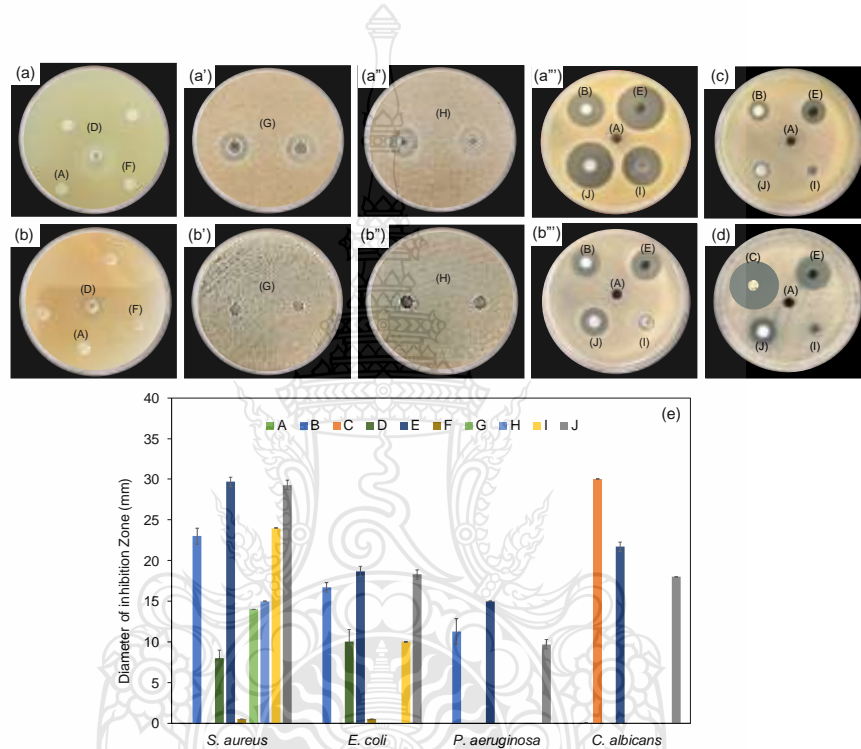 (a) (a') (a") (a"') (c)
(D) (A) (F)
(G)
(H)
(B) (E) (A) (J) (I)
(B) (E) (A) (J) (I)
(b) (b') (b") (b"') (d)
(D) (F) (A)
(G)
(H)
(B) (E) (A) (J) (I)
(C) (E) (A) (J) (I)
(e)
A B C D E F G H I J
Diameter of inhibition Zone (mm)
40
35
30
25
20
15
10
5
0
S. aureus E. coli P. aeruginosa C. albicans